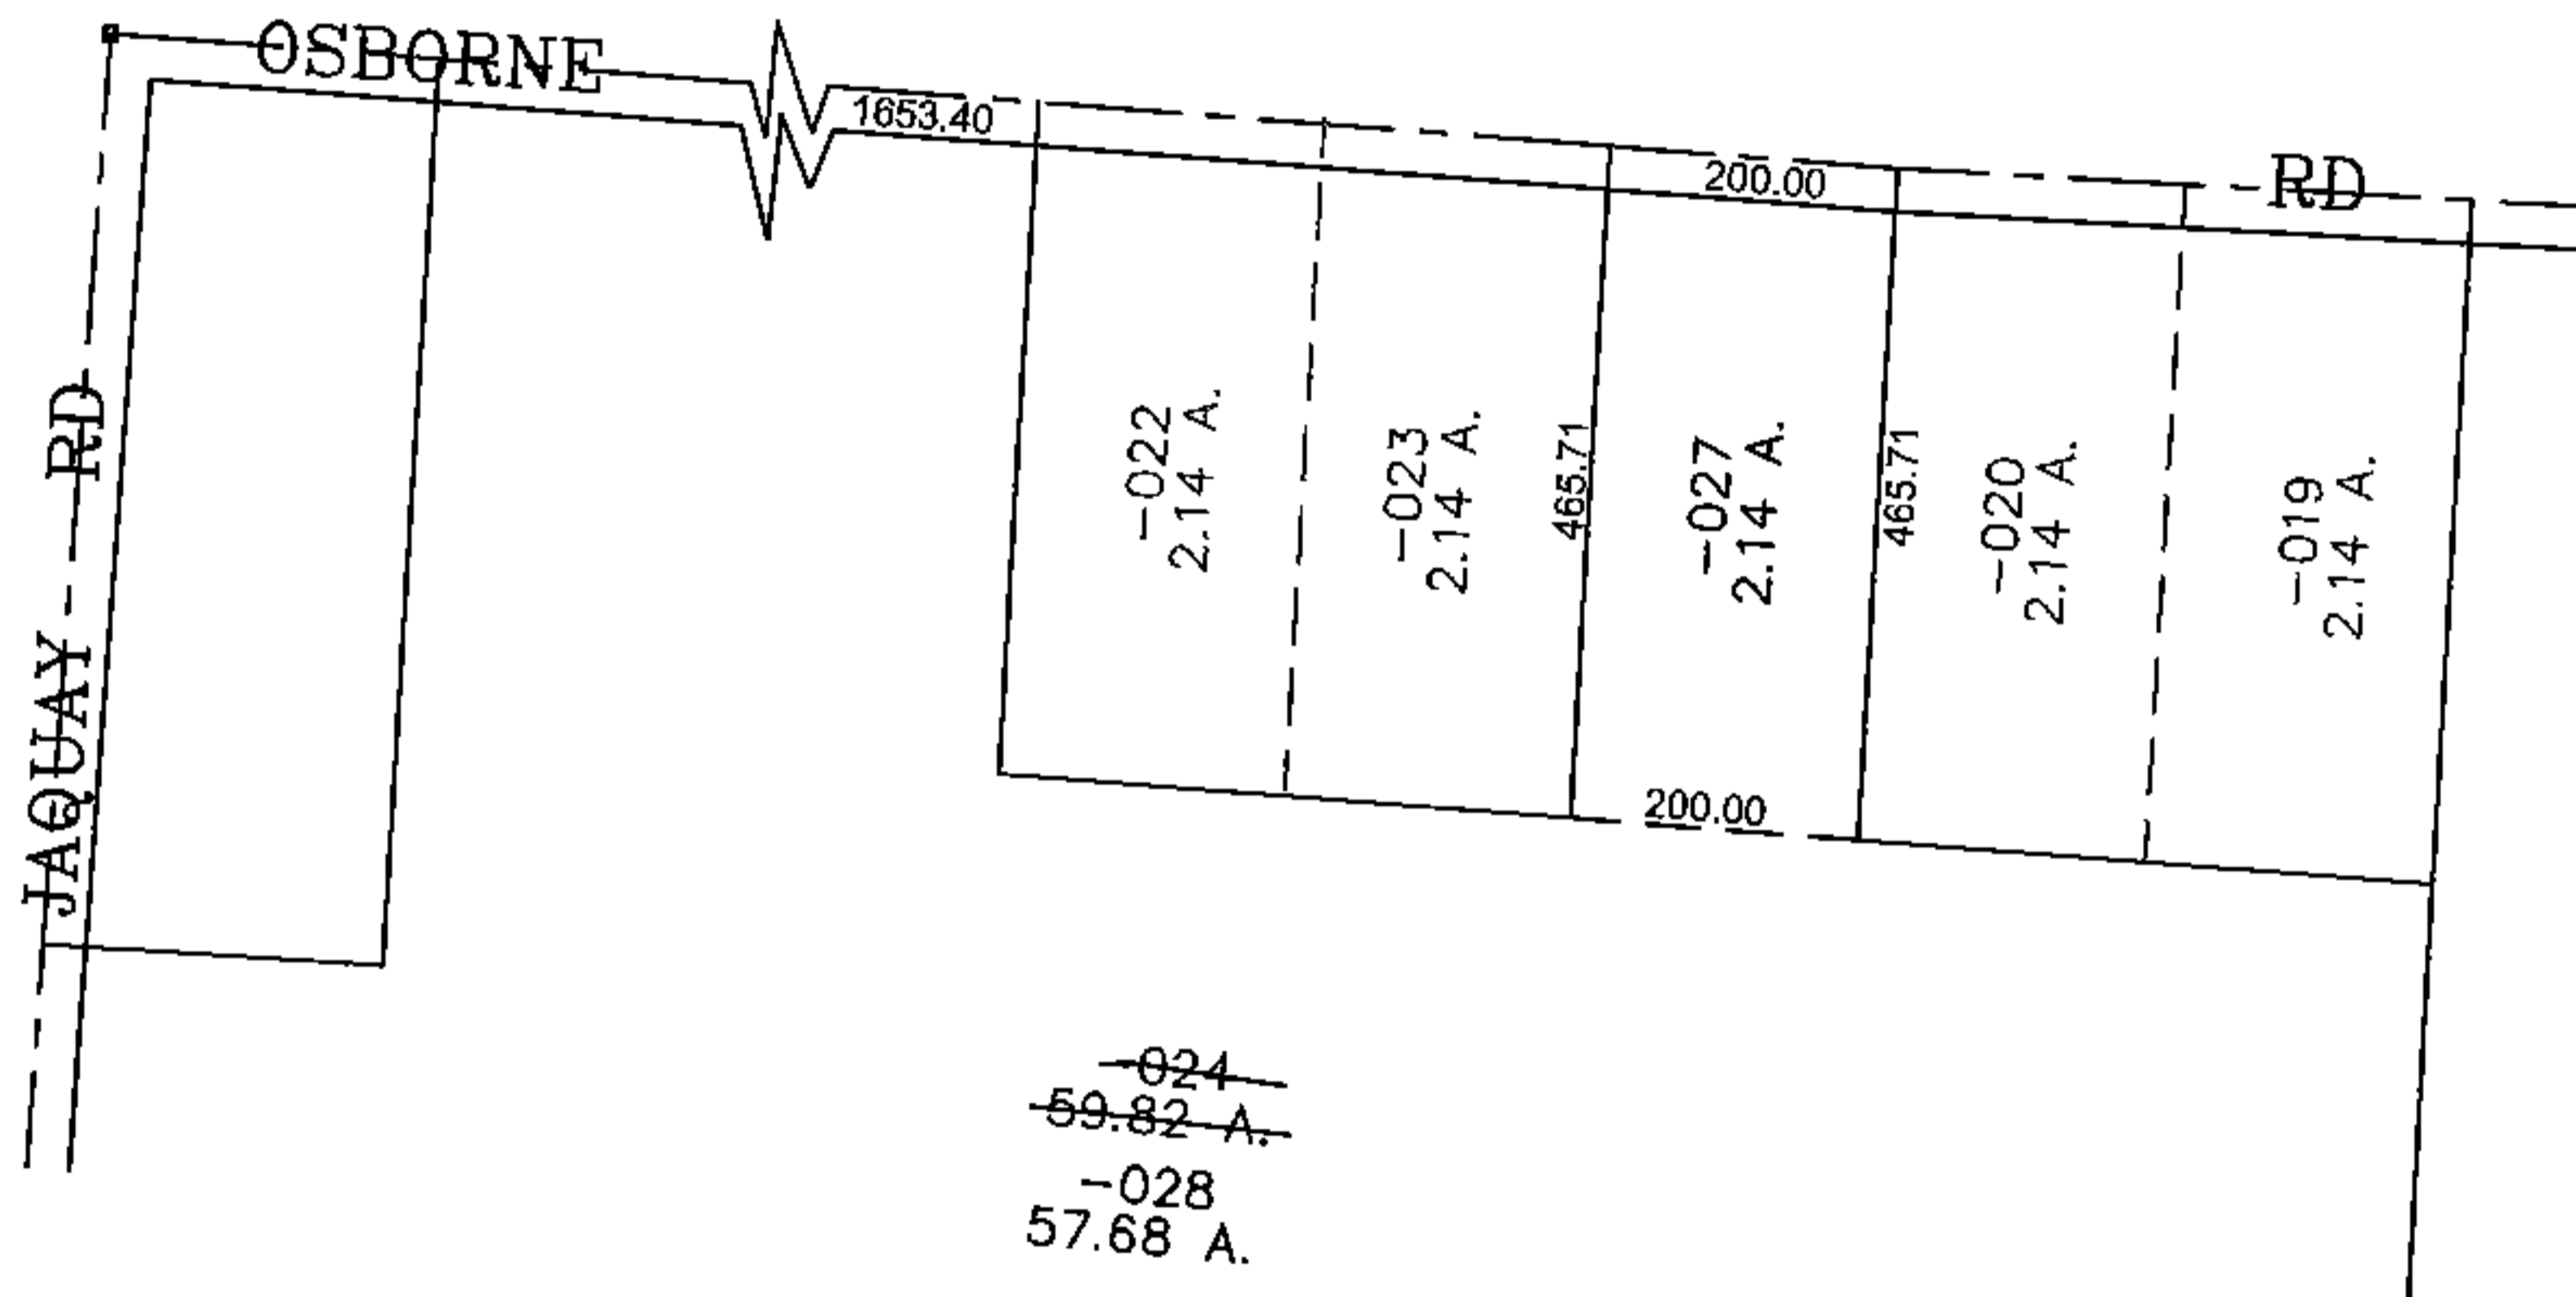 OSBORNE RD
1653.40
200.00
JAQUAY RD
-022
2.14 A.
-023
2.14 A.
465.71
-027
2.14 A.
465.71
-020
2.14 A.
-019
2.14 A.
200.00
-024
59.82 A.
-028
57.68 A.